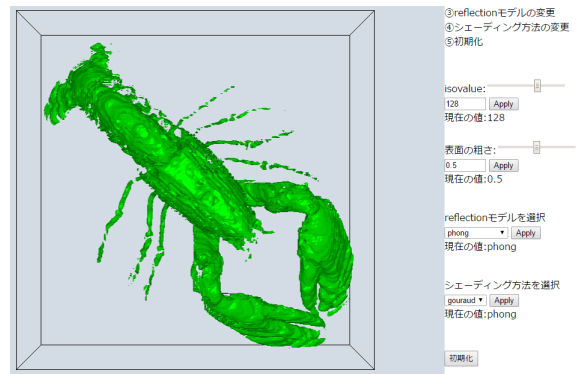 ③reflectionモデルの変更
④シェーディング方法の変更
⑤初期化
isovalue:
128 Apply
現在の値:128
表面の粗さ:
0.5 Apply
現在の値:0.5
reflectionモデルを選択
phong Apply
現在の値:phong
シェーディング方法を選択
gouraud Apply
現在の値:phong
初期化